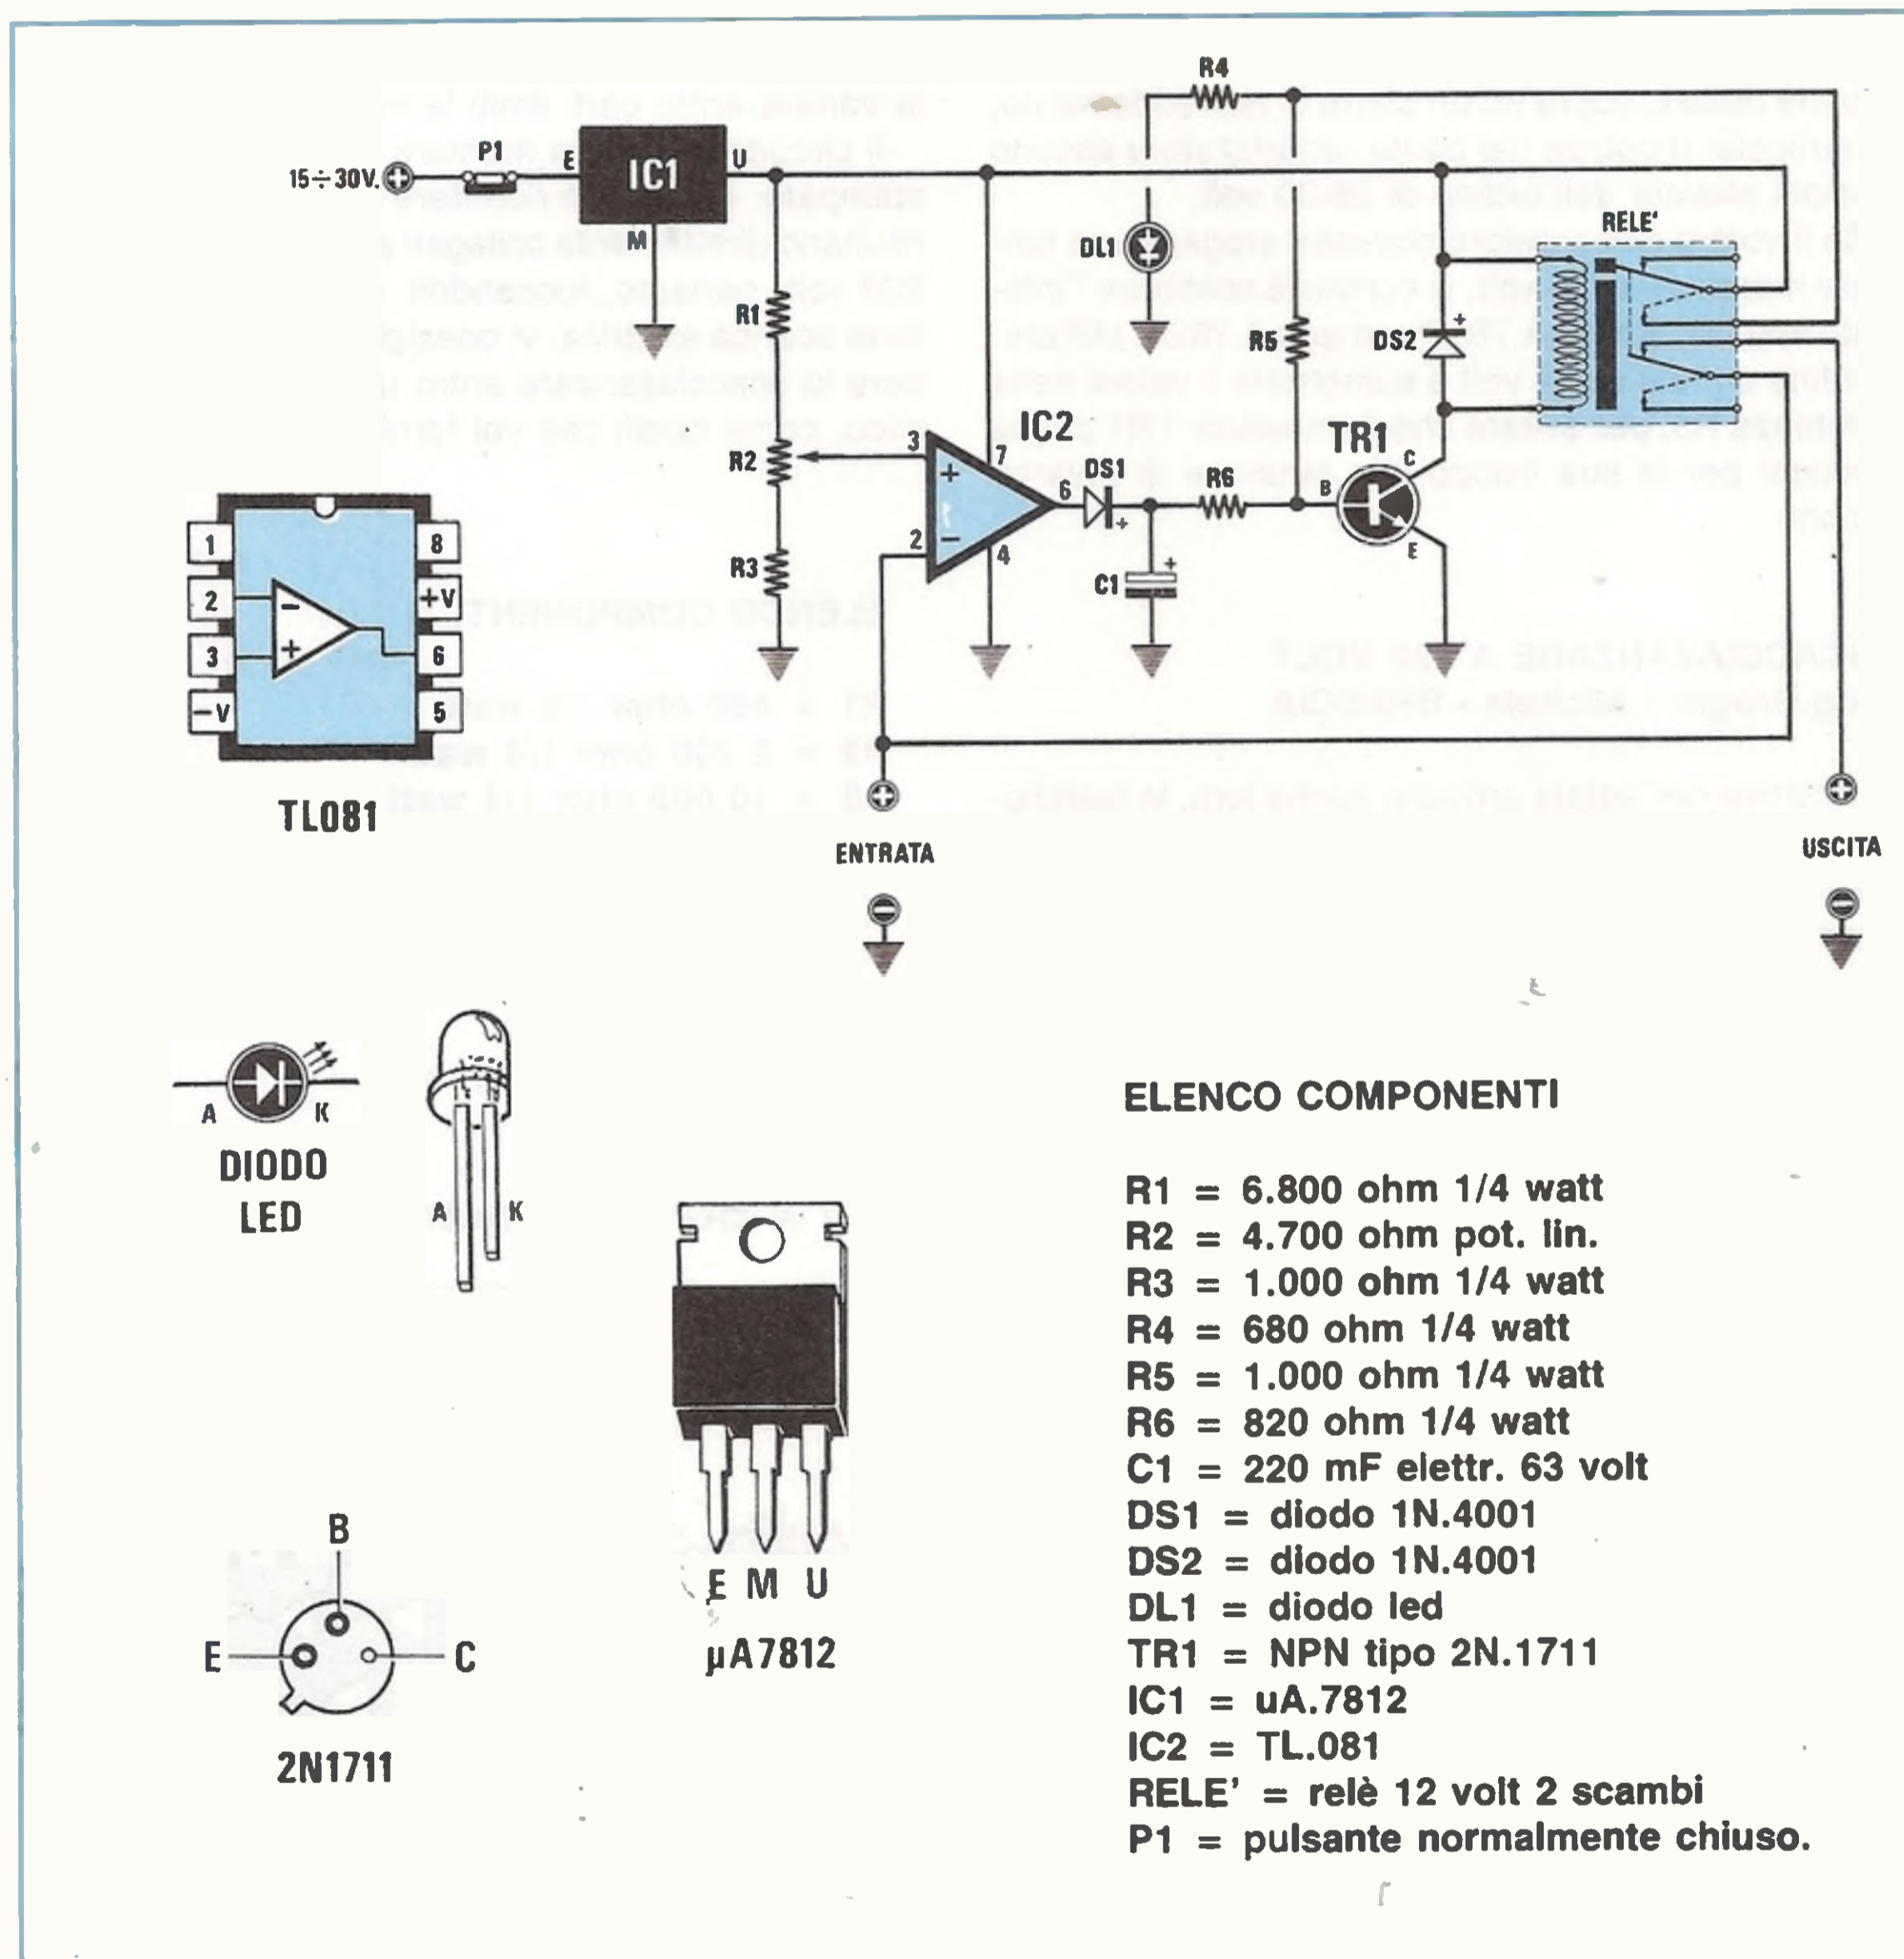 R4
15÷30V.
P1
E
IC1
U
M
RELE'
DL1
R1
R5
DS2
+
IC2
TR1
C
R2
3
+
7
DS1
6
R6
B
+
2
−
4
E
R3
C1
+
1
8
2
−
+V
3
+
6
−V
5
TL081
ENTRATA
USCITA
A
K
DIODO
LED
A
K
ELENCO COMPONENTI
R1 = 6.800 ohm 1/4 watt
R2 = 4.700 ohm pot. lin.
R3 = 1.000 ohm 1/4 watt
R4 = 680 ohm 1/4 watt
R5 = 1.000 ohm 1/4 watt
R6 = 820 ohm 1/4 watt
C1 = 220 mF elettr. 63 volt
DS1 = diodo 1N.4001
DS2 = diodo 1N.4001
DL1 = diodo led
TR1 = NPN tipo 2N.1711
IC1 = uA.7812
IC2 = TL.081
RELE' = relè 12 volt 2 scambi
P1 = pulsante normalmente chiuso.
E M U
µA7812
B
E
C
2N1711